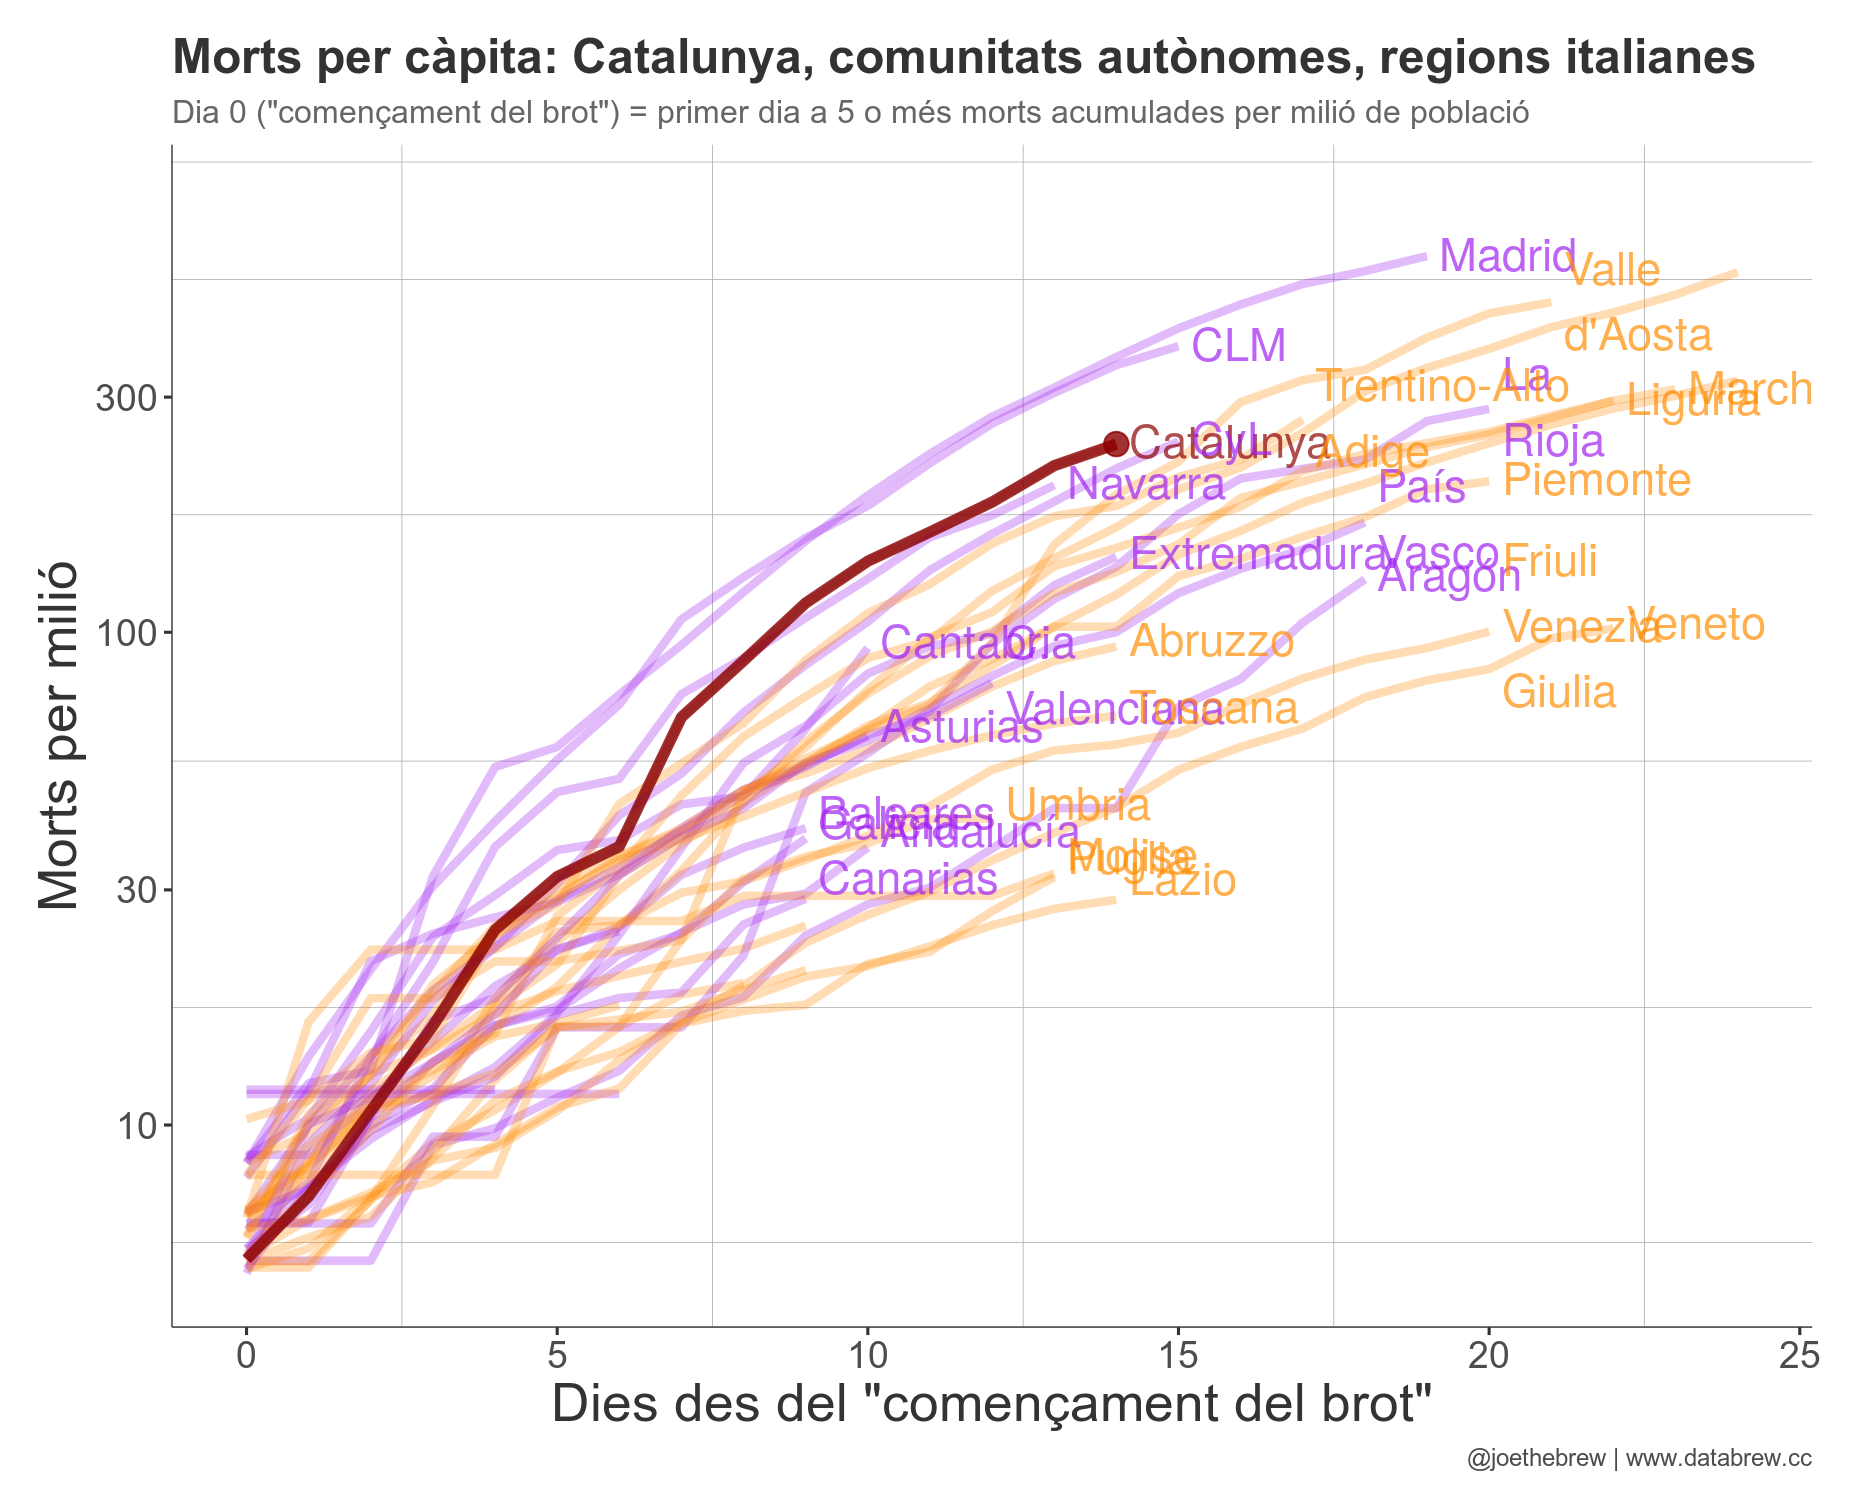 Morts per càpita: Catalunya, comunitats autònomes, regions italianes
Dia 0 ("començament del brot") = primer dia a 5 o més morts acumulades per milió de població
Morts per milió
300
100
30
10
Madrid
Valle
d'Aosta
CLM
La
Rioja
Trentino-Alto
Adige
Liguria
March
Catalunya
CyL
Navarra
País
Vasco
Piemonte
Extremadura
Aragón
Friuli
Venezia
Giulia
Veneto
Cantabria
C.
Valenciana
Abruzzo
Toscana
Asturias
Umbria
Baleares
Galicia
Andalucía
Molise
Puglia
Lazio
Canarias
0 5 10 15 20 25
Dies des del "començament del brot"
@joethebrew | www.databrew.cc